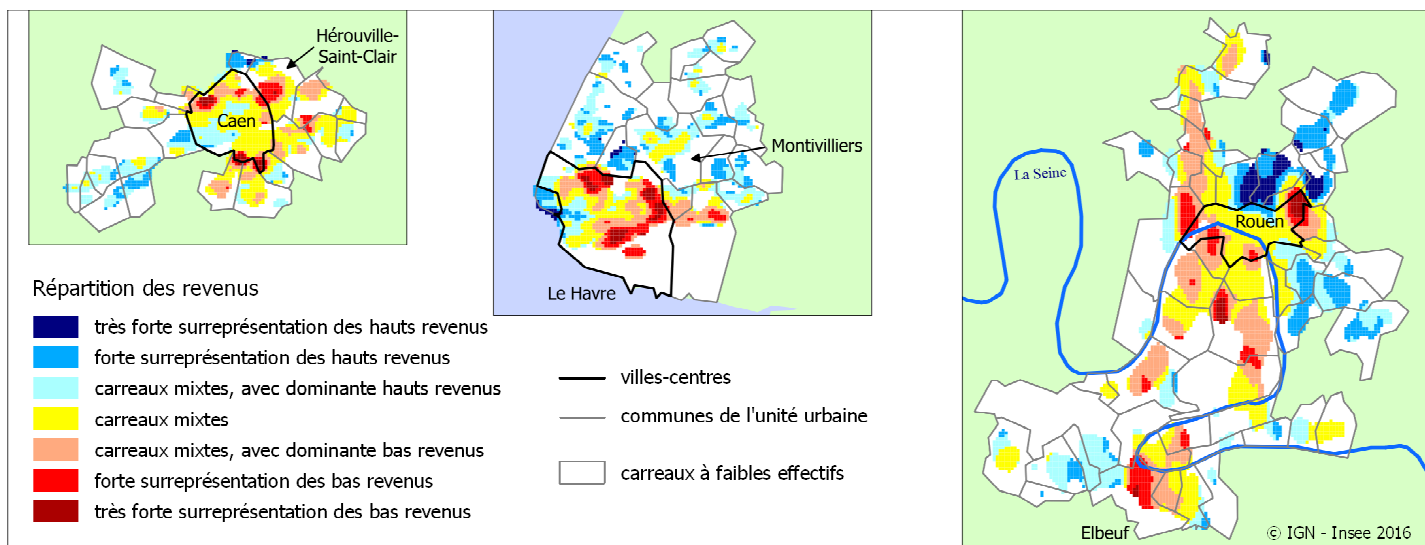 Hérouville-
Saint-Clair
Caen
Montivilliers
Le Havre
La Seine
Rouen
Elbeuf
© IGN - Insee 2016
Répartition des revenus
très forte surreprésentation des hauts revenus
forte surreprésentation des hauts revenus
carreaux mixtes, avec dominante hauts revenus
carreaux mixtes
carreaux mixtes, avec dominante bas revenus
forte surreprésentation des bas revenus
très forte surreprésentation des bas revenus
villes-centres
communes de l'unité urbaine
carreaux à faibles effectifs